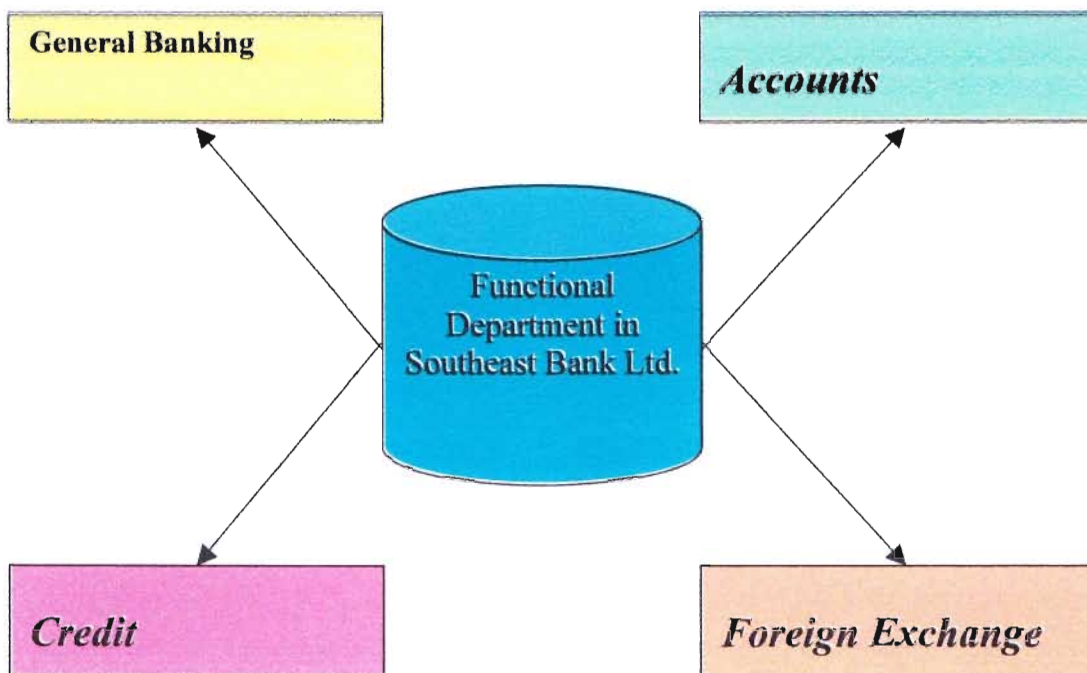 General Banking
Accounts
Functional
Department in
Southeast Bank Ltd.
Credit
Foreign Exchange